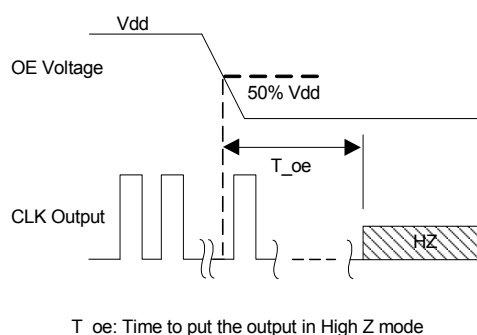 Vdd
OE Voltage
50% Vdd
T_oe
CLK Output
HZ
T_oe: Time to put the output in High Z mode